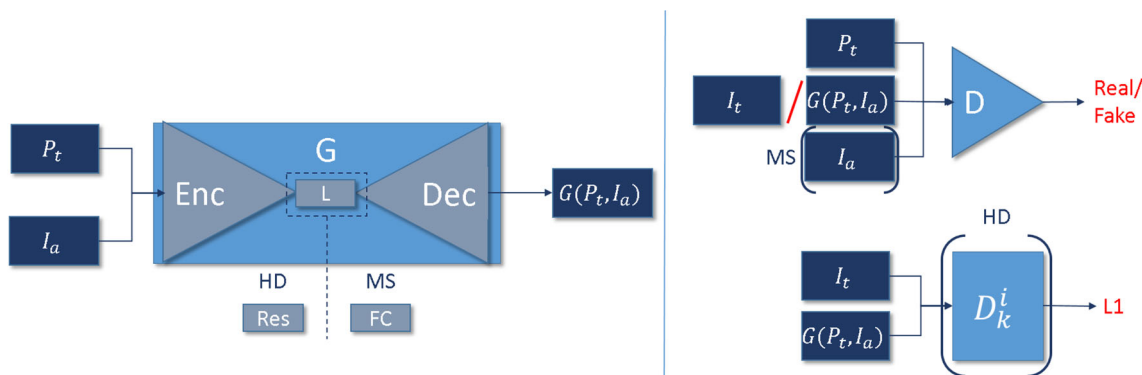 P_t
I_a
Enc
G
L
Dec
G(P_t, I_a)
HD
MS
Res
FC
P_t
I_t
/
G(P_t, I_a)
MS
I_a
D
Real/
Fake
HD
I_t
G(P_t, I_a)
D_k^i
L1